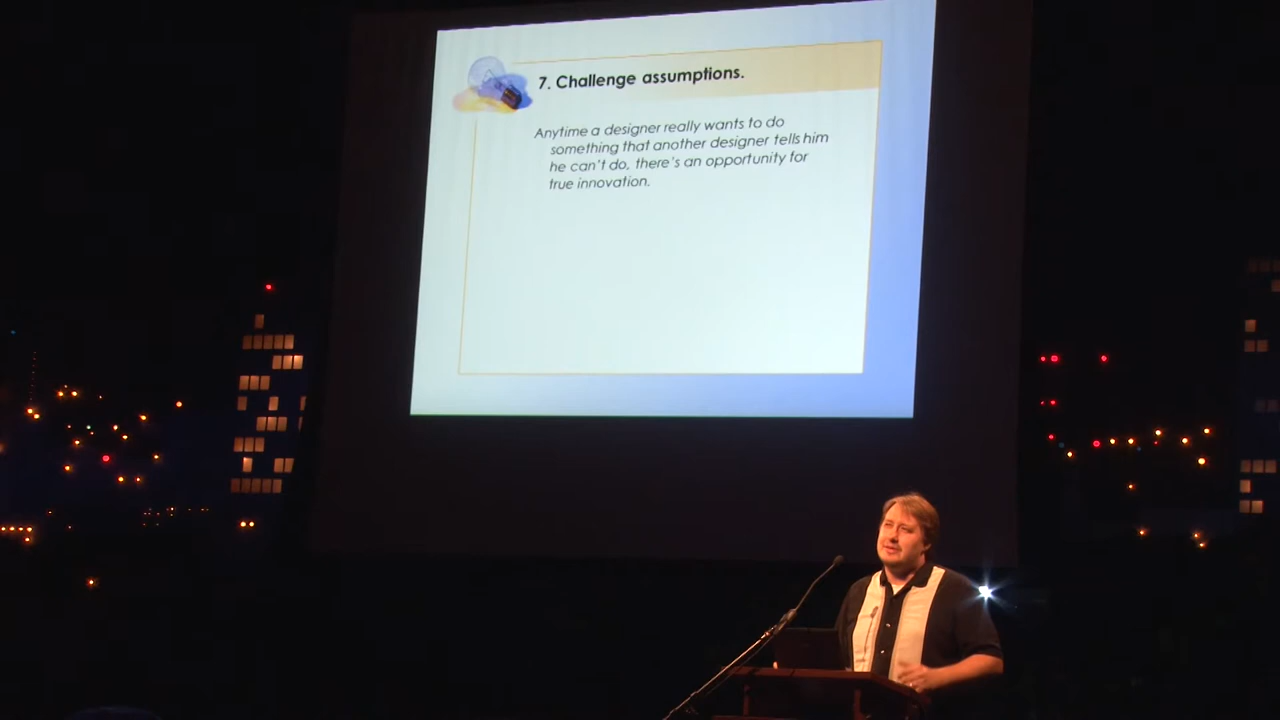 7. Challenge assumptions.
Anytime a designer really wants to do
something that another designer tells him
he can't do, there's an opportunity for
true innovation.